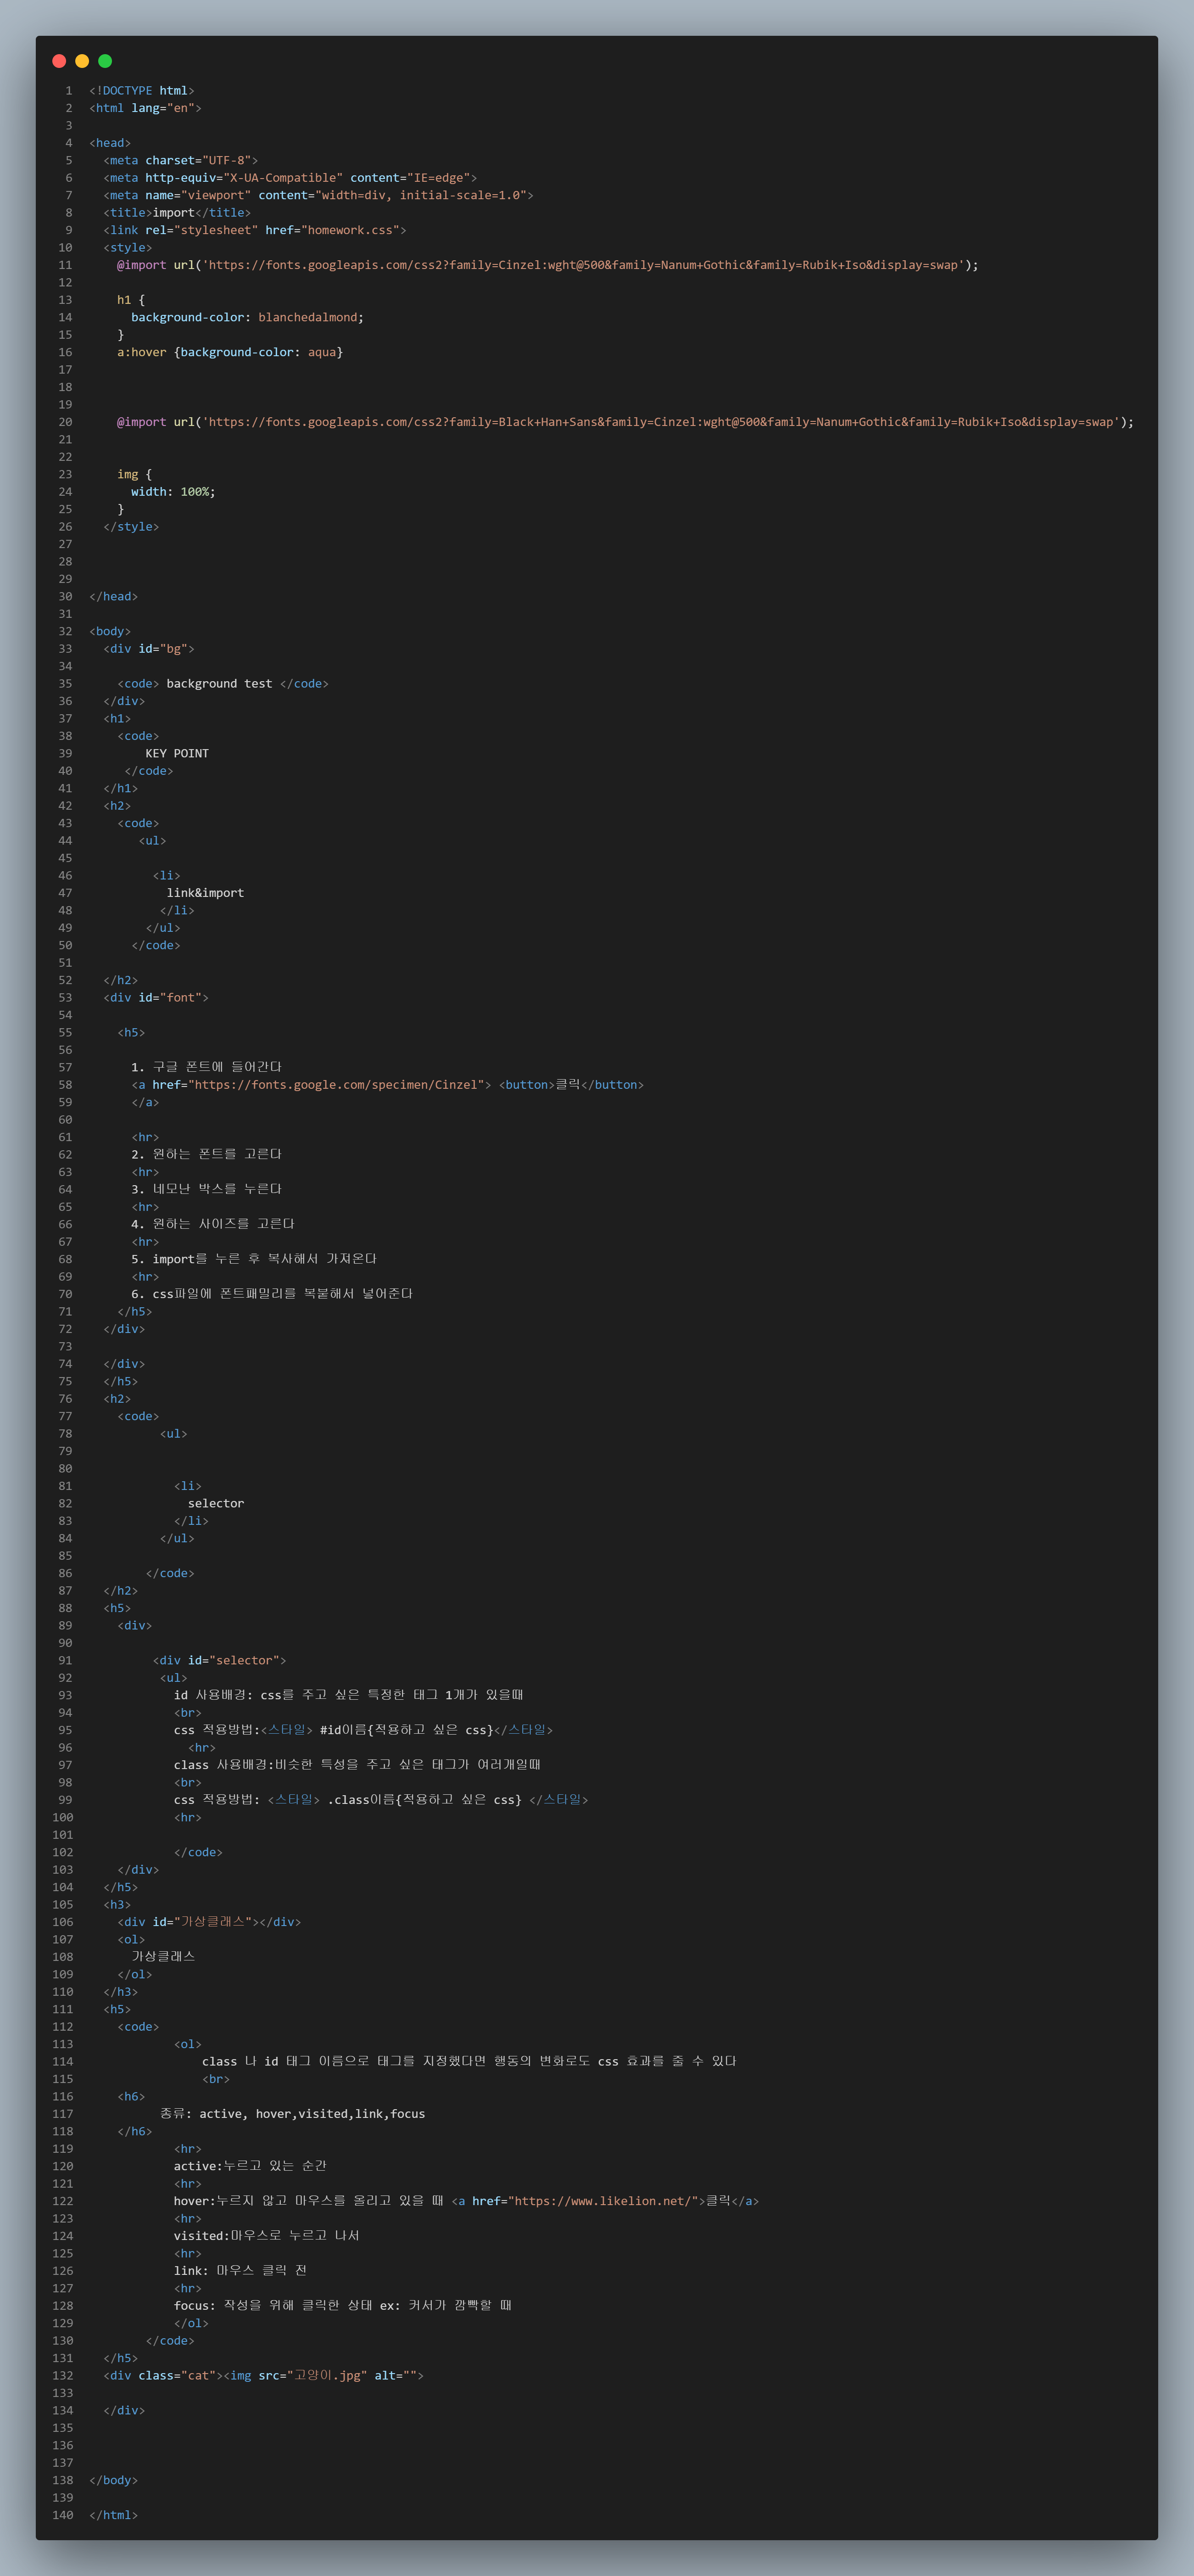 1 <!DOCTYPE html>
2 <html lang="en">
3
4 <head>
5   <meta charset="UTF-8">
6   <meta http-equiv="X-UA-Compatible" content="IE=edge">
7   <meta name="viewport" content="width=div, initial-scale=1.0">
8   <title>import</title>
9   <link rel="stylesheet" href="homework.css">
10   <style>
11     @import url('https://fonts.googleapis.com/css2?family=Cinzel:wght@500&family=Nanum+Gothic&family=Rubik+Iso&display=swap');
12
13     h1 {
14       background-color: blanchedalmond;
15     }
16     a:hover {background-color: aqua}
17
18
19
20     @import url('https://fonts.googleapis.com/css2?family=Black+Han+Sans&family=Cinzel:wght@500&family=Nanum+Gothic&family=Rubik+Iso&display=swap');
21
22
23     img {
24       width: 100%;
25     }
26   </style>
27
28
29
30 </head>
31
32 <body>
33   <div id="bg">
34
35     <code> background test </code>
36   </div>
37   <h1>
38     <code>
39         KEY POINT
40      </code>
41   </h1>
42   <h2>
43     <code>
44        <ul>
45
46          <li>
47            link&import
48           </li>
49         </ul>
50       </code>
51
52   </h2>
53   <div id="font">
54
55     <h5>
56
57       1. 구글 폰트에 들어간다
58       <a href="https://fonts.google.com/specimen/Cinzel"> <button>클릭</button>
59       </a>
60
61       <hr>
62       2. 원하는 폰트를 고른다
63       <hr>
64       3. 네모난 박스를 누른다
65       <hr>
66       4. 원하는 사이즈를 고른다
67       <hr>
68       5. import를 누른 후 복사해서 가져온다
69       <hr>
70       6. css파일에 폰트패밀리를 복붙해서 넣어준다
71     </h5>
72   </div>
73
74   </div>
75   </h5>
76   <h2>
77     <code>
78           <ul>
79
80
81             <li>
82               selector
83             </li>
84           </ul>
85
86         </code>
87   </h2>
88   <h5>
89     <div>
90
91          <div id="selector">
92           <ul>
93             id 사용배경: css를 주고 싶은 특정한 태그 1개가 있을때
94             <br>
95             css 적용방법:<스타일> #id이름{적용하고 싶은 css}</스타일>
96               <hr>
97             class 사용배경:비슷한 특성을 주고 싶은 태그가 여러개일때
98             <br>
99             css 적용방법: <스타일> .class이름{적용하고 싶은 css} </스타일>
100             <hr>
101
102             </code>
103     </div>
104   </h5>
105   <h3>
106     <div id="가상클래스"></div>
107     <ol>
108       가상클래스
109     </ol>
110   </h3>
111   <h5>
112     <code>
113             <ol>
114                 class 나 id 태그 이름으로 태그를 지정했다면 행동의 변화로도 css 효과를 줄 수 있다
115                 <br>
116     <h6>
117           종류: active, hover,visited,link,focus
118     </h6>
119             <hr>
120             active:누르고 있는 순간
121             <hr>
122             hover:누르지 않고 마우스를 올리고 있을 때 <a href="https://www.likelion.net/">클릭</a>
123             <hr>
124             visited:마우스로 누르고 나서
125             <hr>
126             link: 마우스 클릭 전
127             <hr>
128             focus: 작성을 위해 클릭한 상태 ex: 커서가 깜빡할 때
129             </ol>
130         </code>
131   </h5>
132   <div class="cat"><img src="고양이.jpg" alt="">
133
134   </div>
135
136
137
138 </body>
139
140 </html>